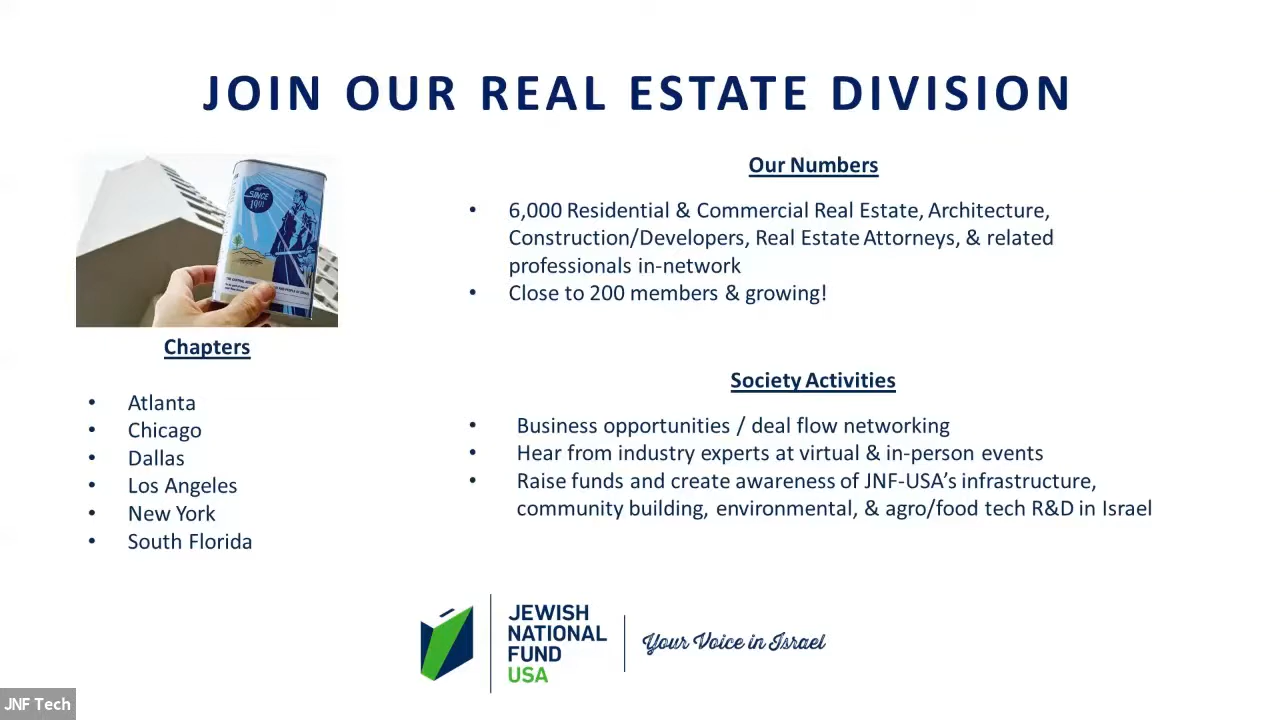 JOIN OUR REAL ESTATE DIVISION
SINCE
1901
Chapters
• Atlanta
• Chicago
• Dallas
• Los Angeles
• New York
• South Florida
Our Numbers
• 6,000 Residential & Commercial Real Estate, Architecture,
Construction/Developers, Real Estate Attorneys, & related
professionals in-network
• Close to 200 members & growing!
Society Activities
• Business opportunities / deal flow networking
• Hear from industry experts at virtual & in-person events
• Raise funds and create awareness of JNF-USA’s infrastructure,
community building, environmental, & agro/food tech R&D in Israel
JEWISH
NATIONAL
FUND
USA
Your Voice in Israel
JNF Tech